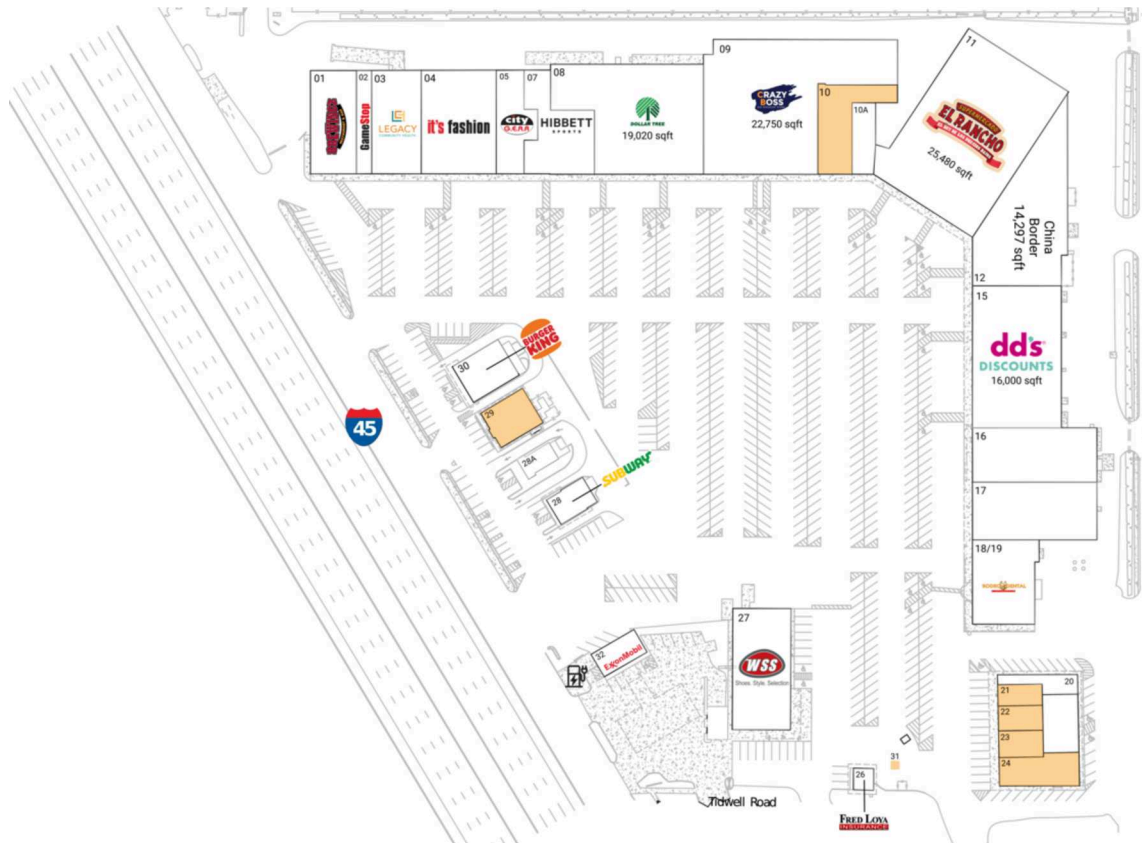 01
02
GameStop
03
LEGACY
COMMUNITY HEALTH
04
it's fashion
05
city
GEAR
07
08
HIBBETT
SPORTS
DOLLAR TREE
19,020 sqft
09
CRAZY
BOSS
22,750 sqft
10
10A
11
SUPERMERCADO
EL RANCHO
25,480 sqft
China
Border
14,297 sqft
12
15
dd's
DISCOUNTS
16,000 sqft
16
17
18/19
30
BURGER
KING
29
28A
28
SUBWAY
45
32
ExxonMobil
27
WSS
Shoes. Style. Selection
20
21
22
23
24
31
26
FRED LOYA
INSURANCE
Tidwell Road